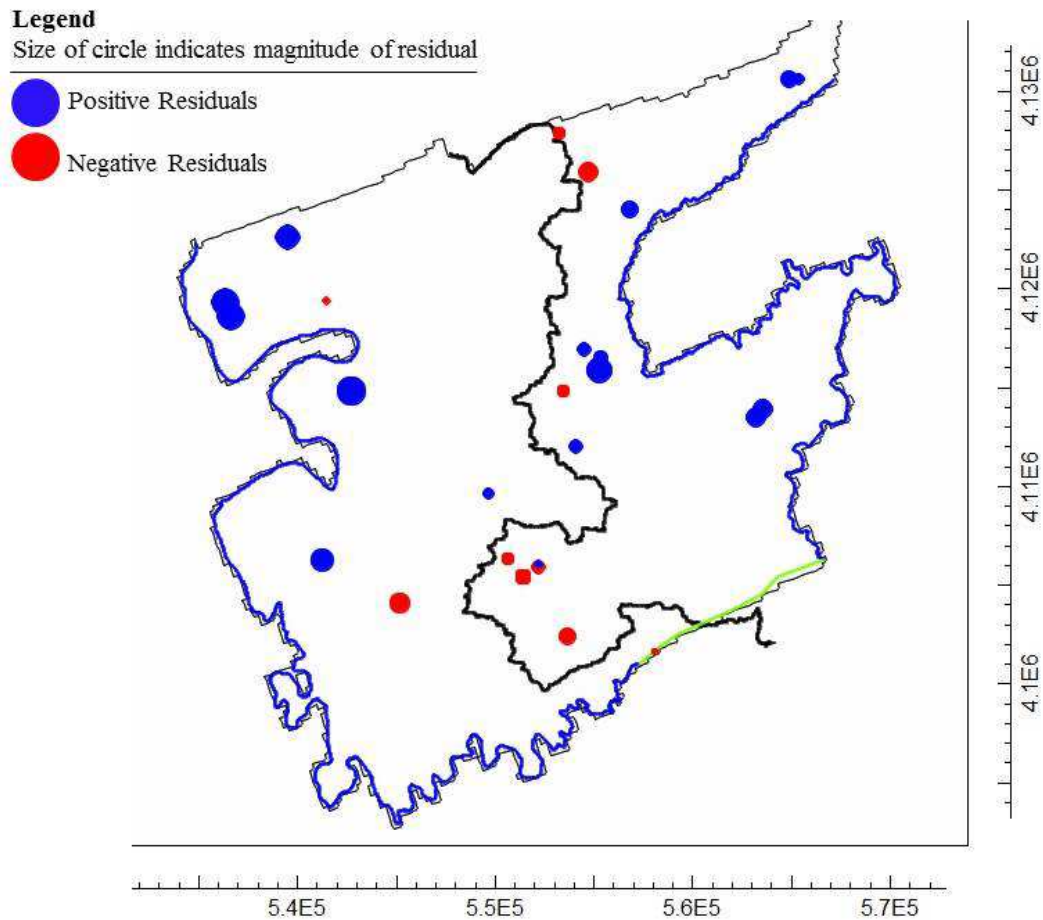 Legend
Size of circle indicates magnitude of residual
Positive Residuals
Negative Residuals
4.13E6
4.12E6
4.11E6
4.1E6
5.4E5 5.5E5 5.6E5 5.7E5